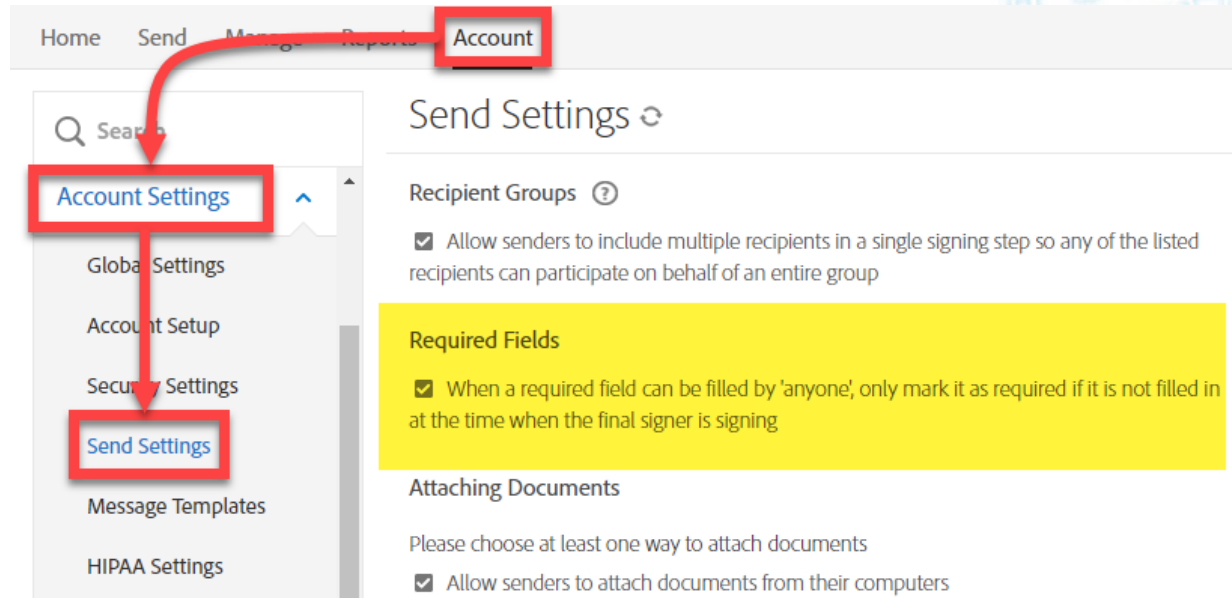 Home Send Manage Reports Account
Search
Account Settings
Global Settings
Account Setup
Security Settings
Send Settings
Message Templates
HIPAA Settings
Send Settings
Recipient Groups ?
Allow senders to include multiple recipients in a single signing step so any of the listed
recipients can participate on behalf of an entire group
Required Fields
When a required field can be filled by 'anyone', only mark it as required if it is not filled in
at the time when the final signer is signing
Attaching Documents
Please choose at least one way to attach documents
Allow senders to attach documents from their computers